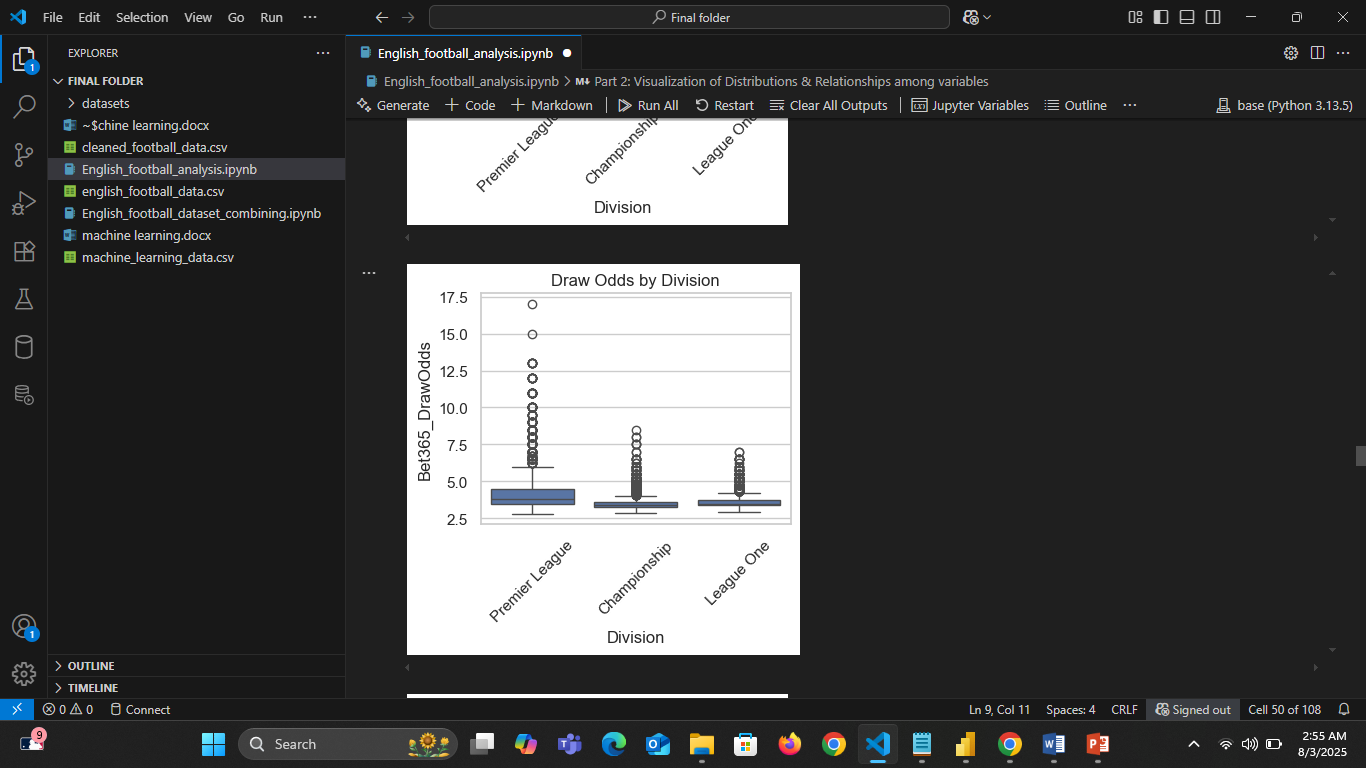 File Edit Selection View Go Run ···
Final folder
EXPLORER
FINAL FOLDER
datasets
~$chine learning.docx
cleaned_football_data.csv
English_football_analysis.ipynb
english_football_data.csv
English_football_dataset_combining.ipynb
machine learning.docx
machine_learning_data.csv
OUTLINE
TIMELINE
English_football_analysis.ipynb
English_football_analysis.ipynb > M↓ Part 2: Visualization of Distributions & Relationships among variables
Generate + Code + Markdown Run All Restart Clear All Outputs Jupyter Variables Outline ··· base (Python 3.13.5)
Premier League
Championship
League One
Division
Draw Odds by Division
Bet365_DrawOdds
17.5
15.0
12.5
10.0
7.5
5.0
2.5
Premier League
Championship
League One
Division
1
1
0 0 Connect
Ln 9, Col 11 Spaces: 4 CRLF Signed out Cell 50 of 108
9
Search
2:55 AM
8/3/2025